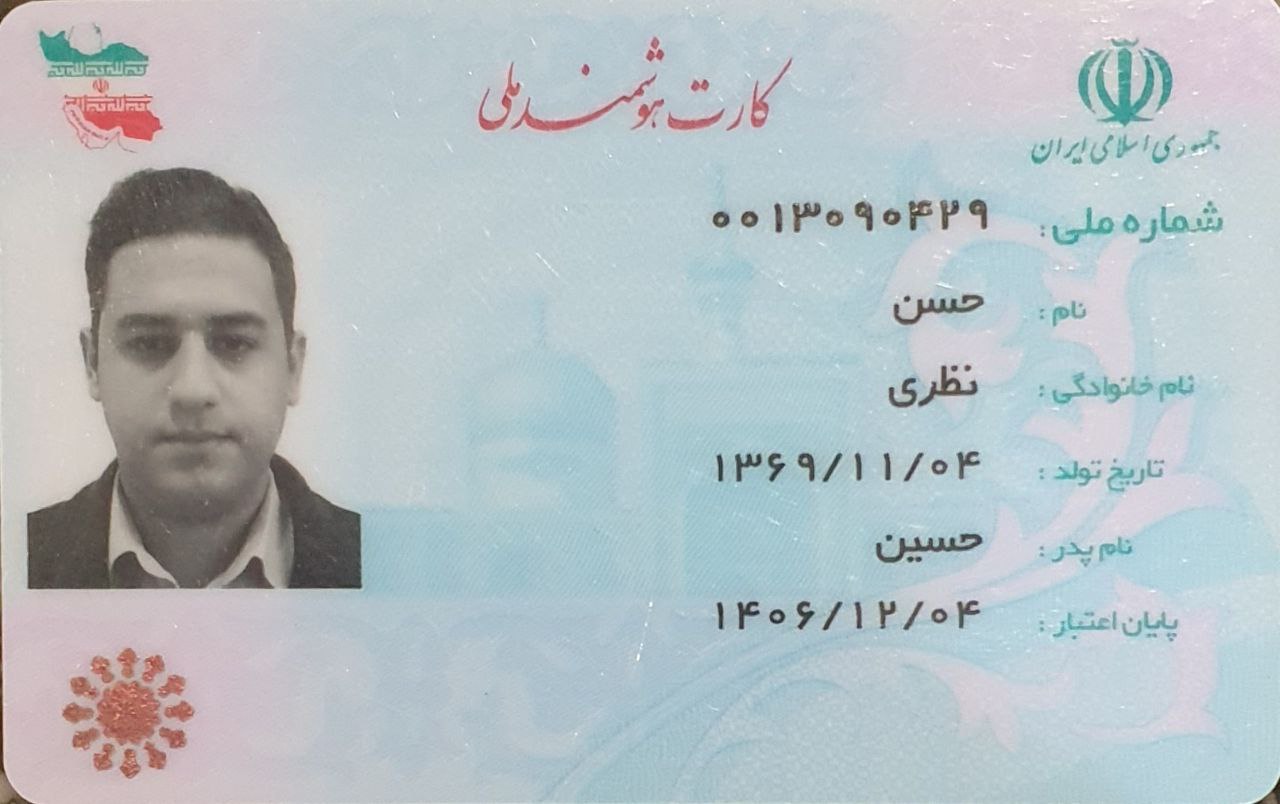 کارت هوشمند ملی
جمهوری اسلامی ایران
شماره ملی: ۰۰۱۳۰۹۰۴۲۹
نام: حسن
نام خانوادگی: نظری
تاریخ تولد: ۱۳۶۹/۱۱/۰۴
نام پدر: حسین
پایان اعتبار: ۱۴۰۶/۱۲/۰۴